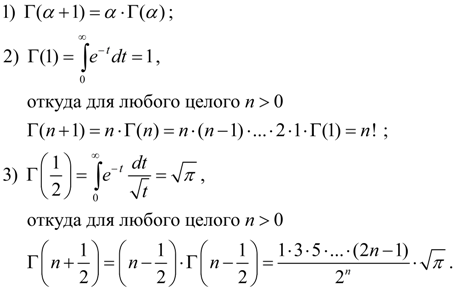 1) Γ(α+1) = α·Γ(α);
2) Γ(1) = ∫₀^∞ e^(−t) dt = 1,
откуда для любого целого n > 0
Γ(n+1) = n·Γ(n) = n·(n−1)·...·2·1·Γ(1) = n! ;
3) Γ(1/2) = ∫₀^∞ e^(−t) dt/√t = √π,
откуда для любого целого n > 0
Γ(n+1/2) = (n−1/2)·Γ(n−1/2) = (1·3·5·...·(2n−1))/2ⁿ · √π.